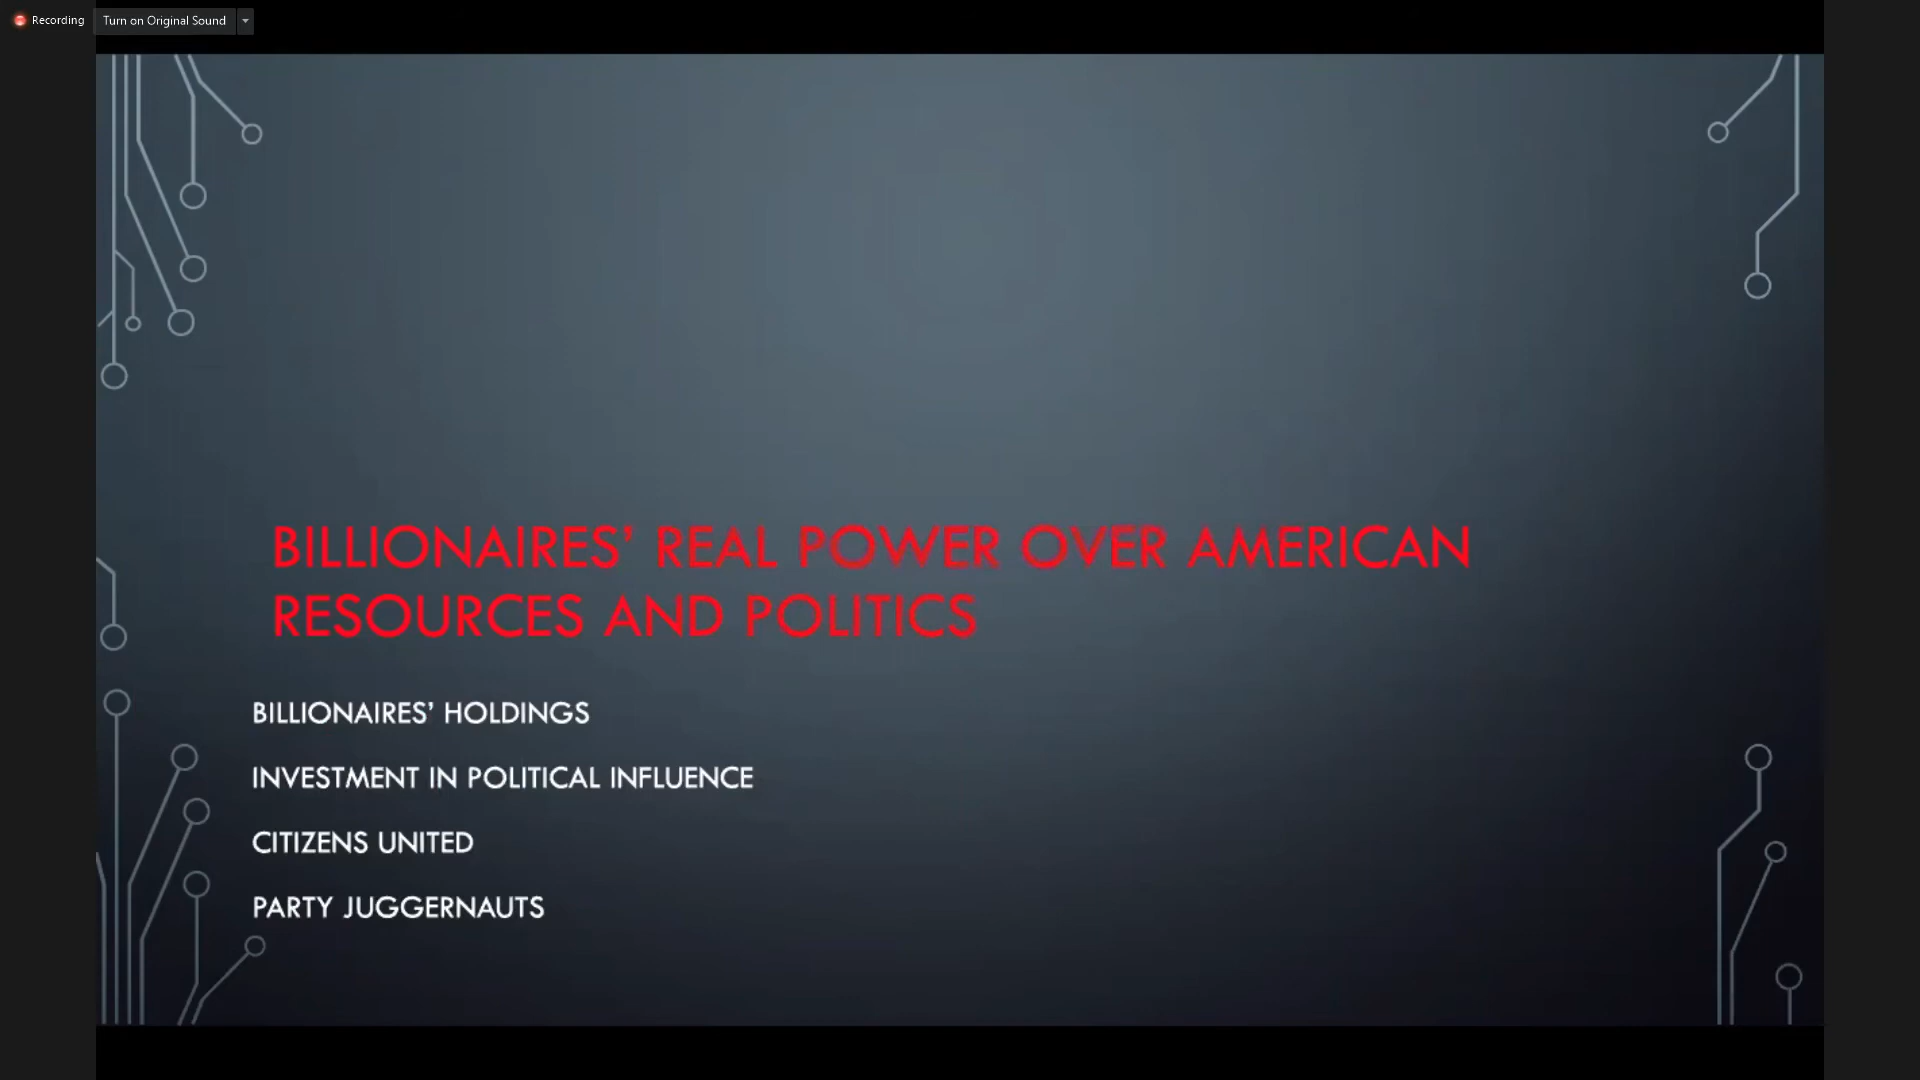 Recording
Turn on Original Sound
BILLIONAIRES’ REAL POWER OVER AMERICAN
RESOURCES AND POLITICS
BILLIONAIRES’ HOLDINGS
INVESTMENT IN POLITICAL INFLUENCE
CITIZENS UNITED
PARTY JUGGERNAUTS